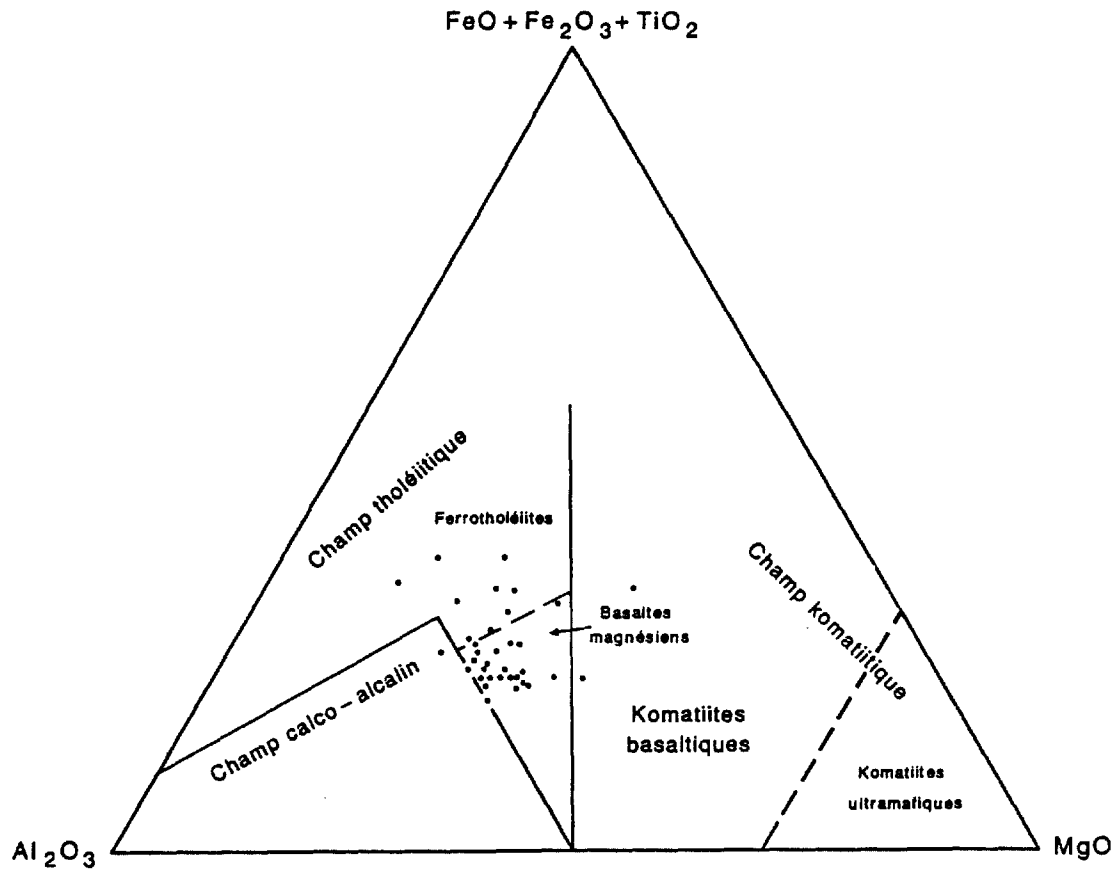 FeO + Fe₂O₃ + TiO₂
Champ tholéiitique
Ferrotholéiites
Champ komatiitique
Basaltes
magnésiens
Champ calco-alcalin
Komatiites
basaltiques
Komatiites
ultramafiques
Al₂O₃
MgO